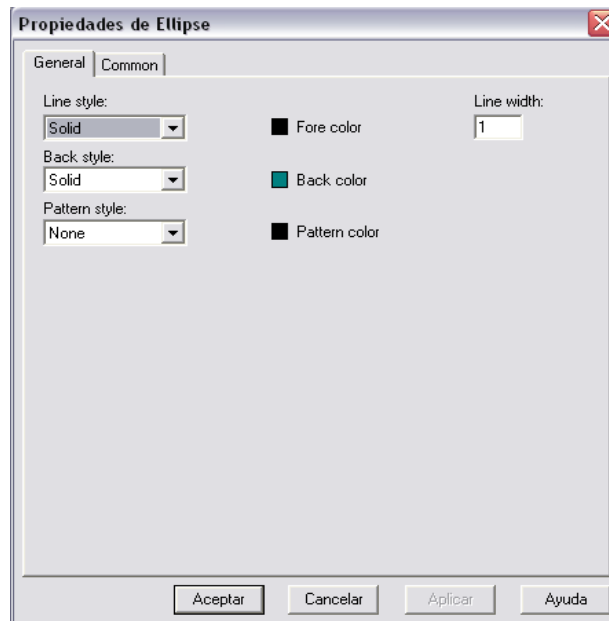 Propiedades de Ellipse
General Common
Line style: Line width:
Solid Fore color 1
Back style:
Solid Back color
Pattern style:
None Pattern color
Aceptar Cancelar Aplicar Ayuda